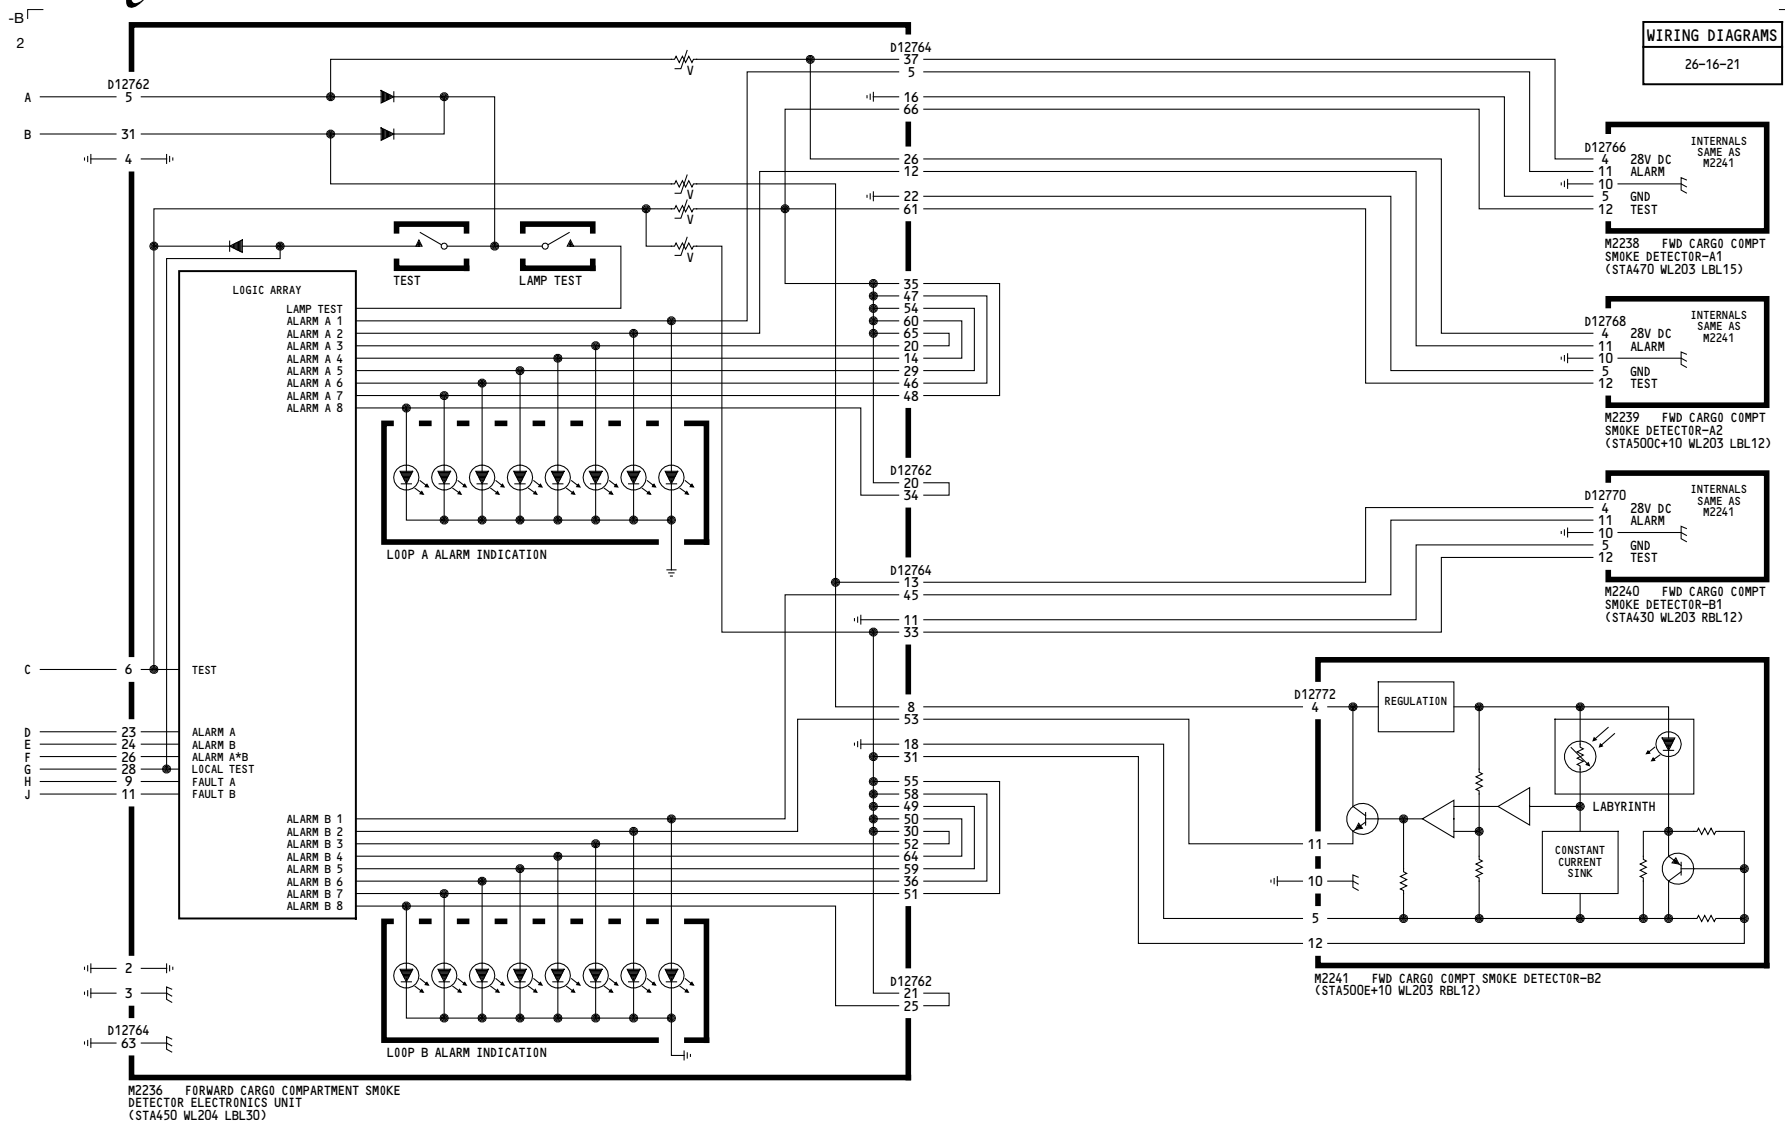 -B
2
WIRING DIAGRAMS
26-16-21
D12762
A 5
B 31
4
D12764
37
5
16
66
26
12
22
61
V
V
V
V
TEST
LAMP TEST
LOGIC ARRAY
LAMP TEST
ALARM A 1
ALARM A 2
ALARM A 3
ALARM A 4
ALARM A 5
ALARM A 6
ALARM A 7
ALARM A 8
35
47
54
60
65
20
14
29
46
48
D12762
20
34
LOOP A ALARM INDICATION
D12764
13
45
11
33
8
53
18
31
55
58
49
50
30
52
64
59
36
51
D12762
21
25
C 6 TEST
D 23 ALARM A
E 24 ALARM B
F 26 ALARM A*B
G 28 LOCAL TEST
H 9 FAULT A
J 11 FAULT B
ALARM B 1
ALARM B 2
ALARM B 3
ALARM B 4
ALARM B 5
ALARM B 6
ALARM B 7
ALARM B 8
LOOP B ALARM INDICATION
2
3
D12764
63
M2236 FORWARD CARGO COMPARTMENT SMOKE
DETECTOR ELECTRONICS UNIT
(STA450 WL204 LBL30)
D12766
INTERNALS
SAME AS
M2241
4 28V DC
11 ALARM
10
5 GND
12 TEST
M2238 FWD CARGO COMPT
SMOKE DETECTOR-A1
(STA470 WL203 LBL15)
D12768
INTERNALS
SAME AS
M2241
4 28V DC
11 ALARM
10
5 GND
12 TEST
M2239 FWD CARGO COMPT
SMOKE DETECTOR-A2
(STA500C+10 WL203 LBL12)
D12770
INTERNALS
SAME AS
M2241
4 28V DC
11 ALARM
10
5 GND
12 TEST
M2240 FWD CARGO COMPT
SMOKE DETECTOR-B1
(STA430 WL203 RBL12)
D12772
4
REGULATION
LABYRINTH
CONSTANT
CURRENT
SINK
11
10
5
12
M2241 FWD CARGO COMPT SMOKE DETECTOR-B2
(STA500E+10 WL203 RBL12)